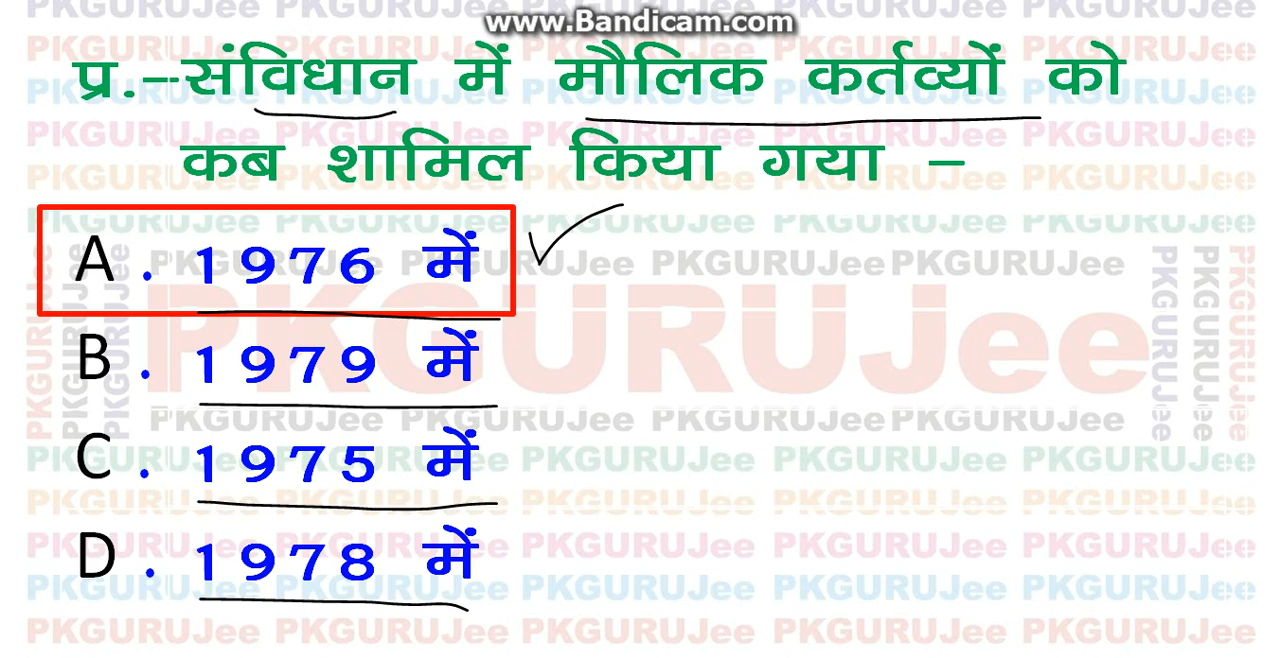 www.Bandicam.com
प्र.–संविधान में मौलिक कर्तव्यों को
कब शामिल किया गया –
A . 1976 में
B . 1979 में
C . 1975 में
D . 1978 में
PKGURUJee